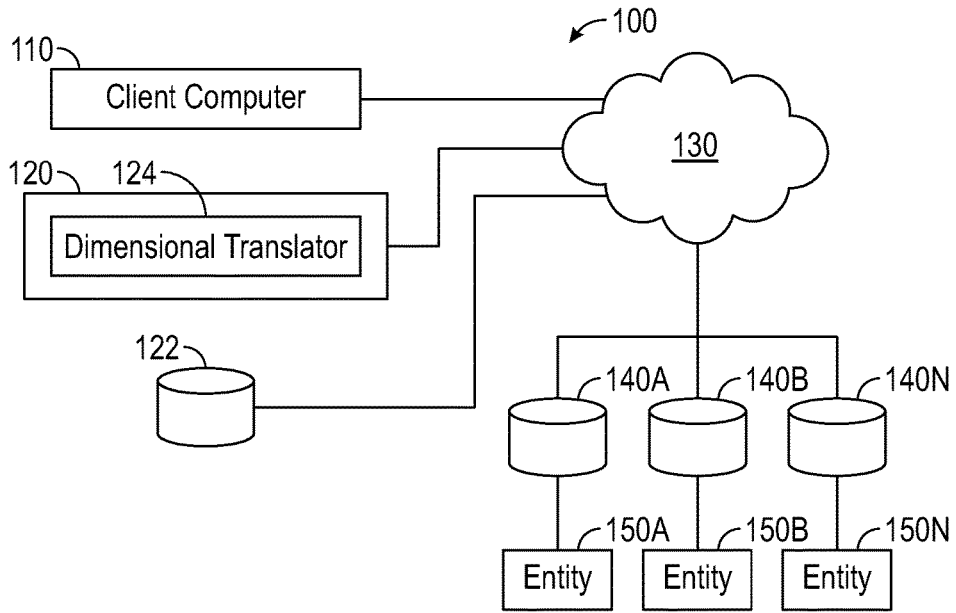 100
110
Client Computer
130
120
124
Dimensional Translator
122
140A
140B
140N
150A
150B
150N
Entity
Entity
Entity